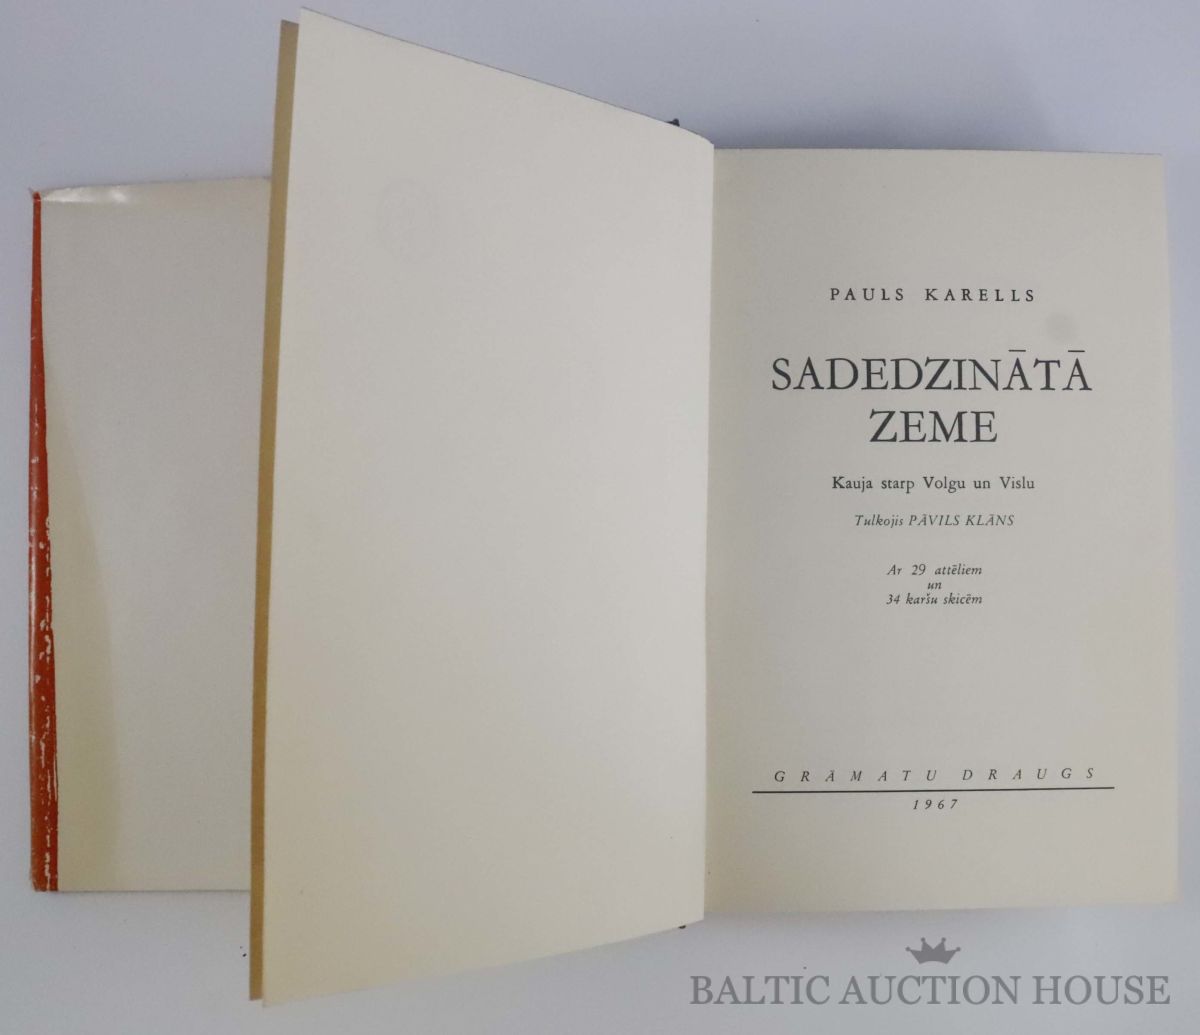 PAULS KARELLS
SADEDZINĀTĀ
ZEME
Kauja starp Volgu un Vislu
Tulkojis PĀVILS KLĀNS
Ar 29 attēliem
un
34 karšu skicēm
GRĀMATU DRAUGS
1967
BALTIC AUCTION HOUSE